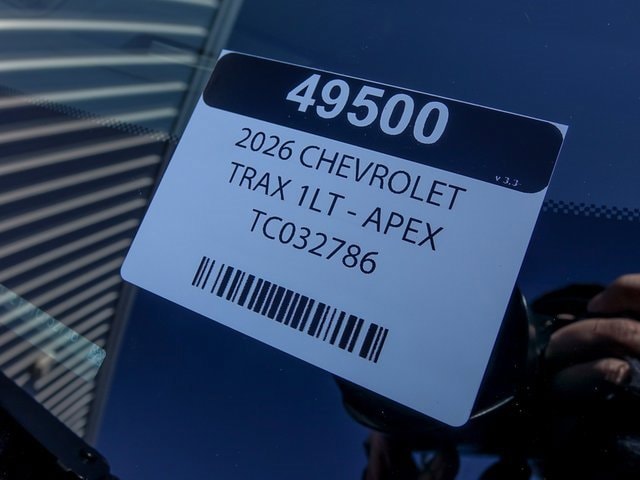 49500
v 3.3
2026 CHEVROLET
TRAX 1LT - APEX
TC032786